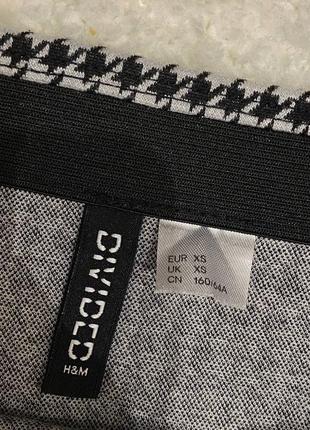 DIVIDED
H&M
EUR XS
UK XS
CN 160/64A